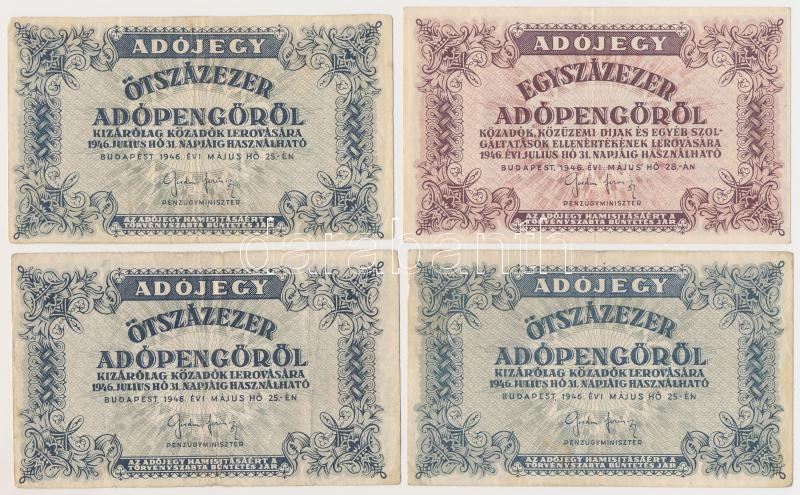 ADÓJEGY
ÖTSZÁZEZER
ADÓPENGŐRŐL
KIZÁRÓLAG KÖZADÓK LEROVÁSÁRA
1946.JULIUS HÓ 31. NAPJÁIG HASZNÁLHATÓ
BUDAPEST, 1946. ÉVI MÁJUS HÓ 25.-ÉN
PÉNZÜGYMINISZTER
AZ ADÓJEGY HAMISITÁSÁÉRT A
TÖRVÉNYSZABTA BÜNTETÉS JÁR
ADÓJEGY
EGYSZÁZEZER
ADÓPENGŐRŐL
KÖZADÓK, KÖZÜZEMI DIJAK ÉS EGYÉB SZOL-
GÁLTATÁSOK ELLENÉRTÉKÉNEK LEROVÁSÁRA
1946. ÉVI JULIUS HÓ 31. NAPJÁIG HASZNÁLHATÓ
BUDAPEST, 1946. ÉVI MÁJUS HÓ 28.-ÁN
PÉNZÜGYMINISZTER
AZ ADÓJEGY HAMISITÁSÁÉRT A
TÖRVÉNYSZABTA BÜNTETÉS JÁR
darabanth
ADÓJEGY
ÖTSZÁZEZER
ADÓPENGŐRŐL
KIZÁRÓLAG KÖZADÓK LEROVÁSÁRA
1946.JULIUS HÓ 31. NAPJÁIG HASZNÁLHATÓ
BUDAPEST, 1946. ÉVI MÁJUS HÓ 25.-ÉN
PÉNZÜGYMINISZTER
AZ ADÓJEGY HAMISITÁSÁÉRT A
TÖRVÉNYSZABTA BÜNTETÉS JÁR
ADÓJEGY
ÖTSZÁZEZER
ADÓPENGŐRŐL
KIZÁRÓLAG KÖZADÓK LEROVÁSÁRA
1946.JULIUS HÓ 31. NAPJÁIG HASZNÁLHATÓ
BUDAPEST, 1946. ÉVI MÁJUS HÓ 25.-ÉN
PÉNZÜGYMINISZTER
AZ ADÓJEGY HAMISITÁSÁÉRT A
TÖRVÉNYSZABTA BÜNTETÉS JÁR